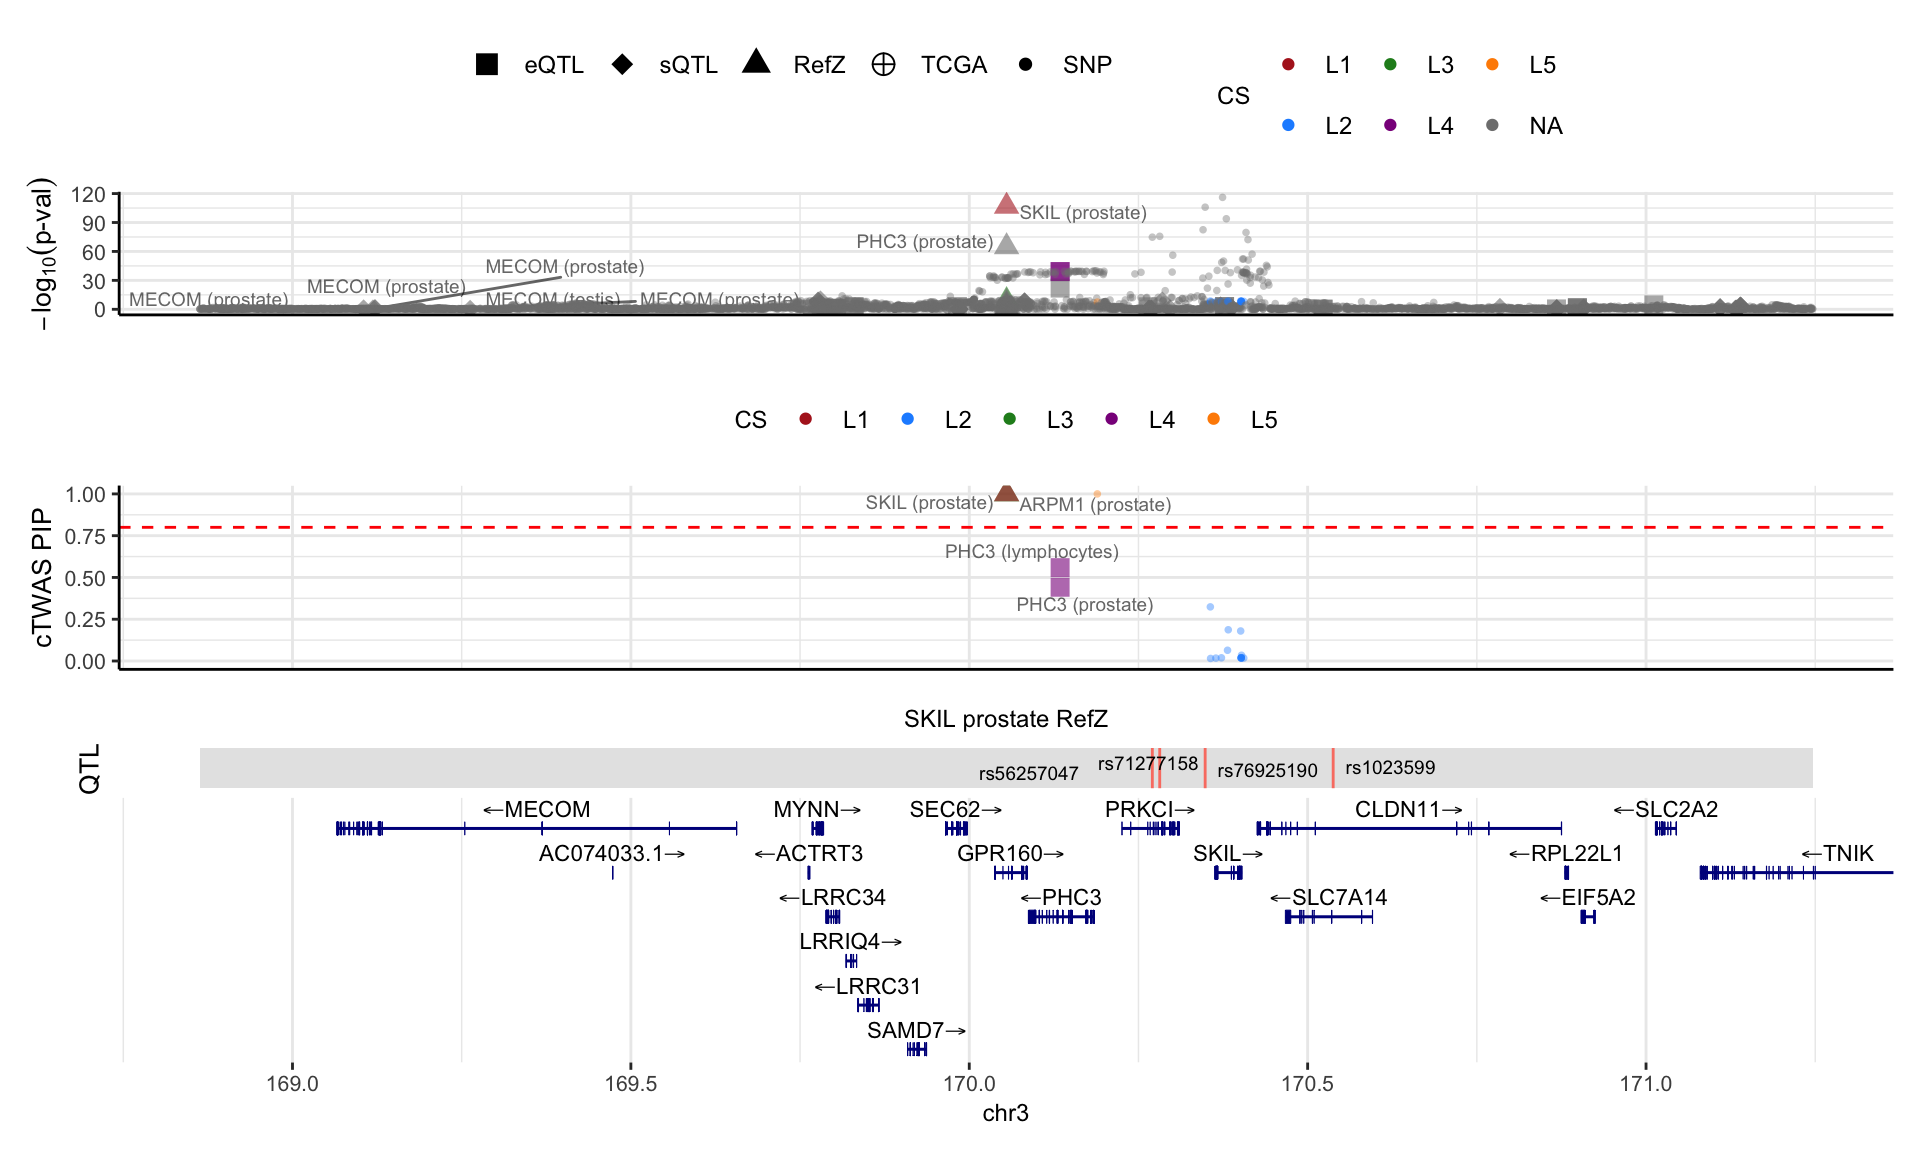 eQTL sQTL RefZ TCGA SNP
CS
L1 L3 L5
L2 L4 NA
−log10(p-val)
120
90
60
30
0
SKIL (prostate)
PHC3 (prostate)
MECOM (prostate)
MECOM (prostate)
MECOM (prostate)
MECOM (testis)
MECOM (prostate)
CS L1 L2 L3 L4 L5
cTWAS PIP
1.00
0.75
0.50
0.25
0.00
SKIL (prostate)
ARPM1 (prostate)
PHC3 (lymphocytes)
PHC3 (prostate)
SKIL prostate RefZ
QTL
rs56257047
rs71277158
rs76925190
rs1023599
←MECOM MYNN→ SEC62→ PRKCI→ CLDN11→ ←SLC2A2
AC074033.1→ ←ACTRT3 GPR160→ SKIL→ ←RPL22L1 ←TNIK
←LRRC34 ←PHC3 ←SLC7A14 ←EIF5A2
LRRIQ4→
←LRRC31
SAMD7→
169.0 169.5 170.0 170.5 171.0
chr3